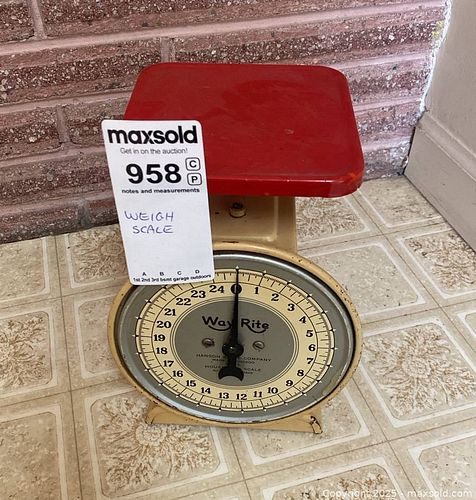 maxsold
Get in on the auction!
958 C
P
notes and measurements
WEIGH
SCALE
A B C D
1st 2nd 3rd bsmt garage outdoors
24 0 1 2 3 4 5 6 7 8 9 10 11 12 13 14 15 16 17 18 19 20 21 22 23
Way Rite
HANSON COMPANY
SCALE
Copyright 2025 - maxsold.com